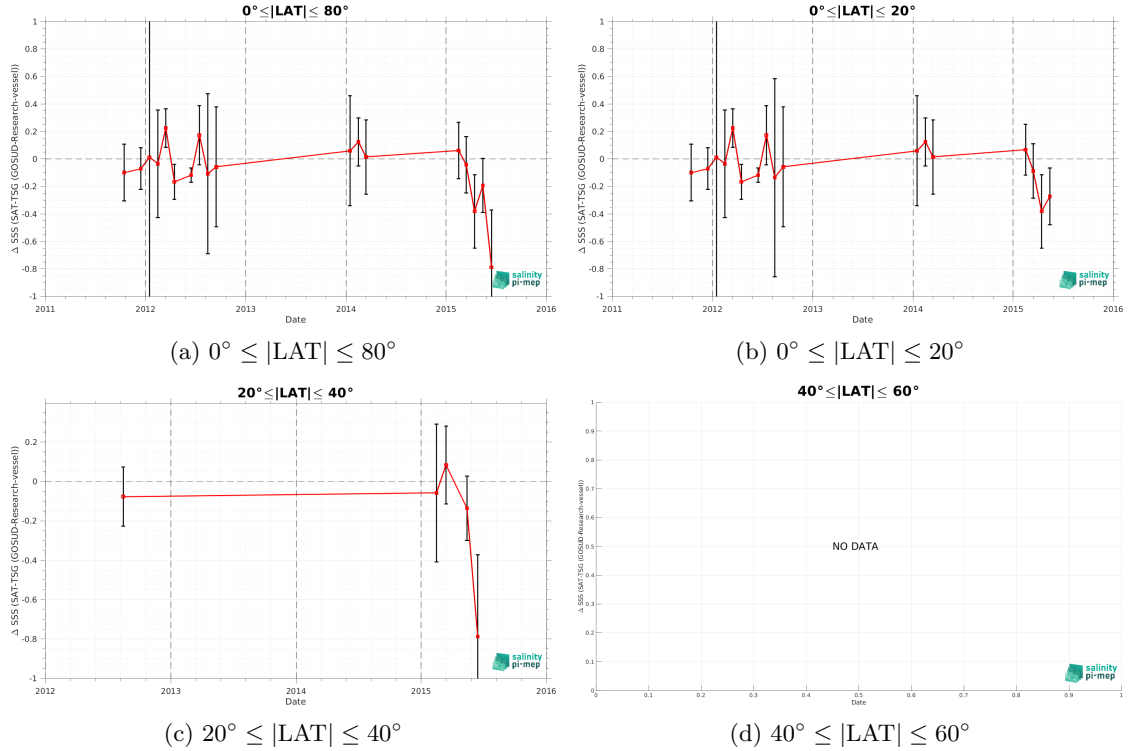 0°≤|LAT|≤ 80°
Δ SSS (SAT-TSG (GOSUD-Research-vessel))
1
0.8
0.6
0.4
0.2
0
-0.2
-0.4
-0.6
-0.8
-1
2011 2012 2013 2014 2015 2016
Date
salinity
pi-mep
(a) 0° ≤ |LAT| ≤ 80°
0°≤|LAT|≤ 20°
Δ SSS (SAT-TSG (GOSUD-Research-vessel))
1
0.8
0.6
0.4
0.2
0
-0.2
-0.4
-0.6
-0.8
-1
2011 2012 2013 2014 2015 2016
Date
salinity
pi-mep
(b) 0° ≤ |LAT| ≤ 20°
20°≤|LAT|≤ 40°
Δ SSS (SAT-TSG (GOSUD-Research-vessel))
0.2
0
-0.2
-0.4
-0.6
-0.8
-1
2012 2013 2014 2015 2016
Date
salinity
pi-mep
(c) 20° ≤ |LAT| ≤ 40°
40°≤|LAT|≤ 60°
Δ SSS (SAT-TSG (GOSUD-Research-vessel))
1
0.9
0.8
0.7
0.6
0.5
0.4
0.3
0.2
0.1
0
NO DATA
0 0.1 0.2 0.3 0.4 0.5 0.6 0.7 0.8 0.9 1
Date
salinity
pi-mep
(d) 40° ≤ |LAT| ≤ 60°